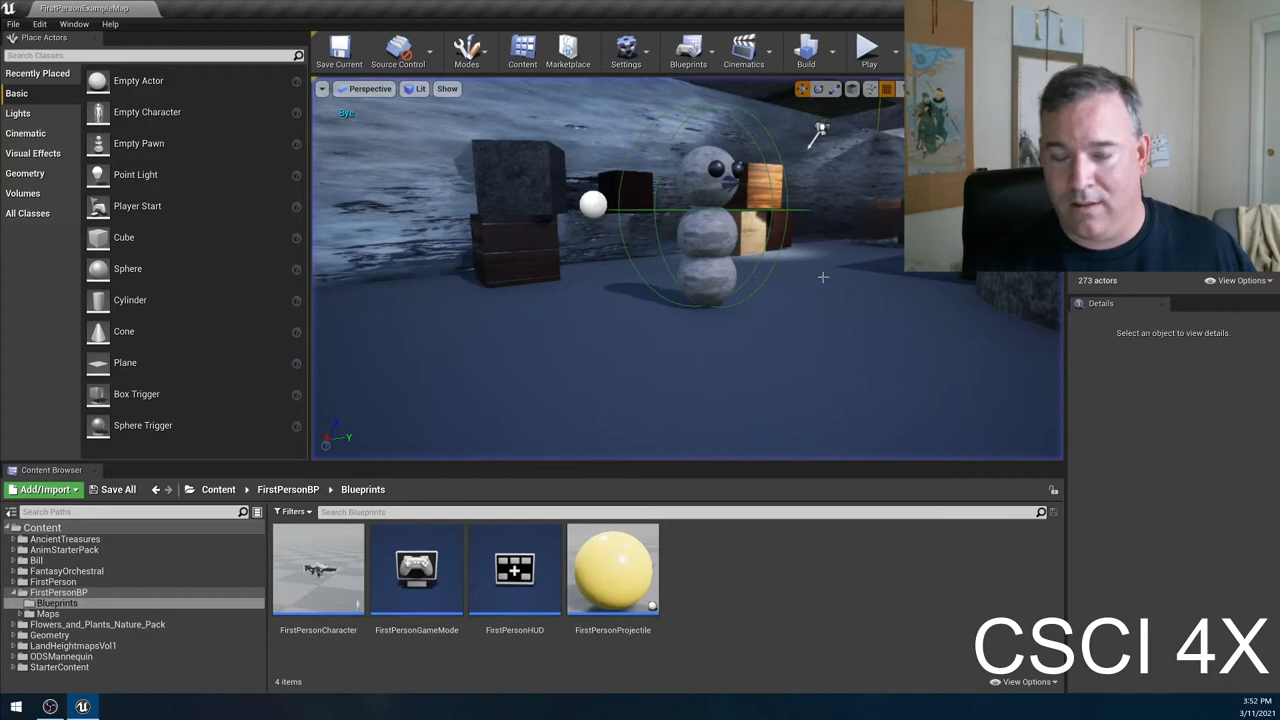 FirstPersonExampleMap
File Edit Window Help
Place Actors
Search Classes
Recently Placed
Basic
Lights
Cinematic
Visual Effects
Geometry
Volumes
All Classes
Empty Actor
Empty Character
Empty Pawn
Point Light
Player Start
Cube
Sphere
Cylinder
Cone
Plane
Box Trigger
Sphere Trigger
Save Current Source Control Modes Content Marketplace Settings Blueprints Cinematics Build Play
Perspective Lit Show
Bye
Z
X Y
273 actors View Options
Details
Select an object to view details.
Content Browser
Add/Import Save All Content FirstPersonBP Blueprints
Search Paths
Filters Search Blueprints
Content
AncientTreasures
AnimStarterPack
Bill
FantasyOrchestral
FirstPerson
FirstPersonBP
Blueprints
Maps
Flowers_and_Plants_Nature_Pack
Geometry
LandHeightmapsVol1
ODSMannequin
StarterContent
FirstPersonCharacter FirstPersonGameMode FirstPersonHUD FirstPersonProjectile
4 items View Options
CSCI 4X
3:52 PM
3/11/2021